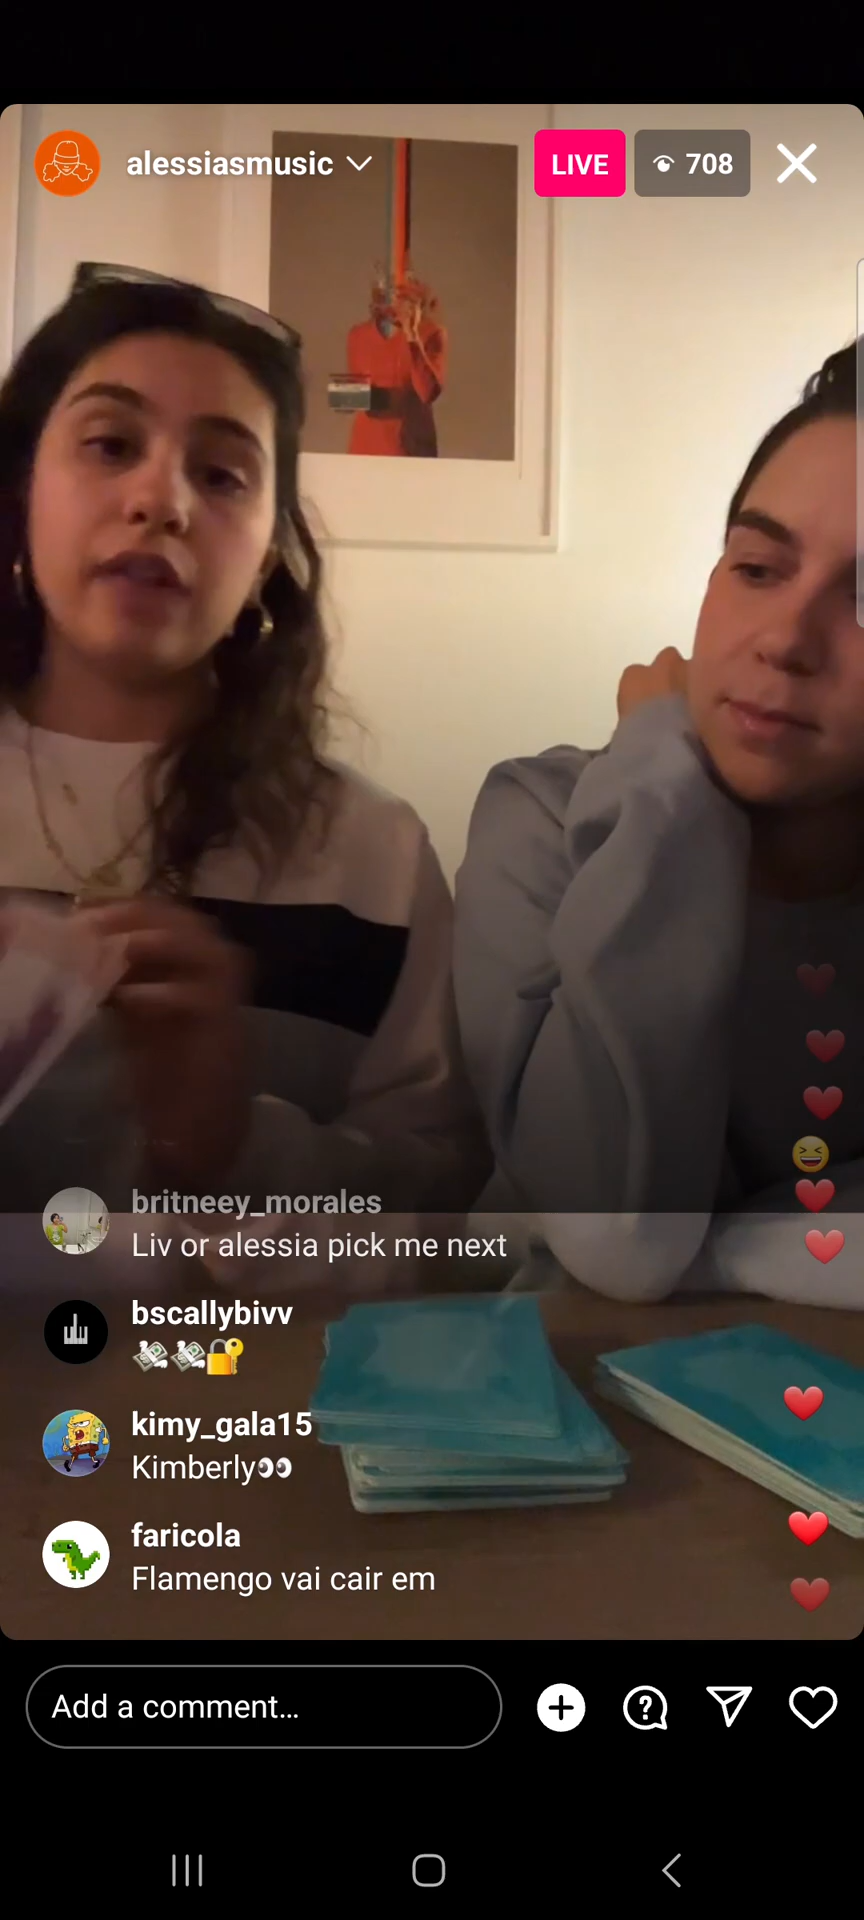 alessiasmusic
LIVE
708
britneey_morales
Liv or alessia pick me next
bscallybivv
💸💸🔐
kimy_gala15
Kimberly👀
faricola
Flamengo vai cair em
Add a comment...